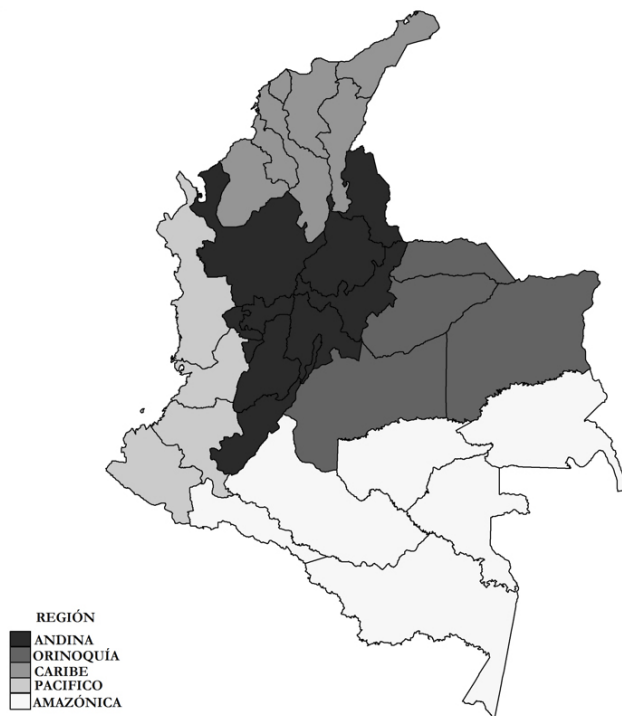 REGIÓN
ANDINA
ORINOQUÍA
CARIBE
PACIFICO
AMAZÓNICA